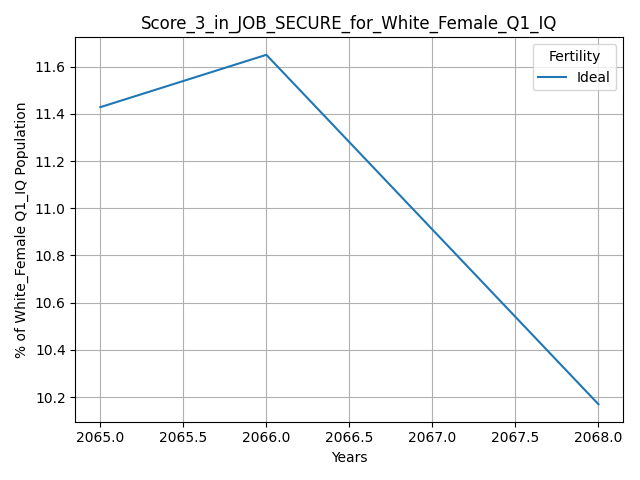 Score_3_in_JOB_SECURE_for_White_Female_Q1_IQ
Fertility
Ideal
% of White_Female Q1_IQ Population
11.6
11.4
11.2
11.0
10.8
10.6
10.4
10.2
2065.0 2065.5 2066.0 2066.5 2067.0 2067.5 2068.0
Years